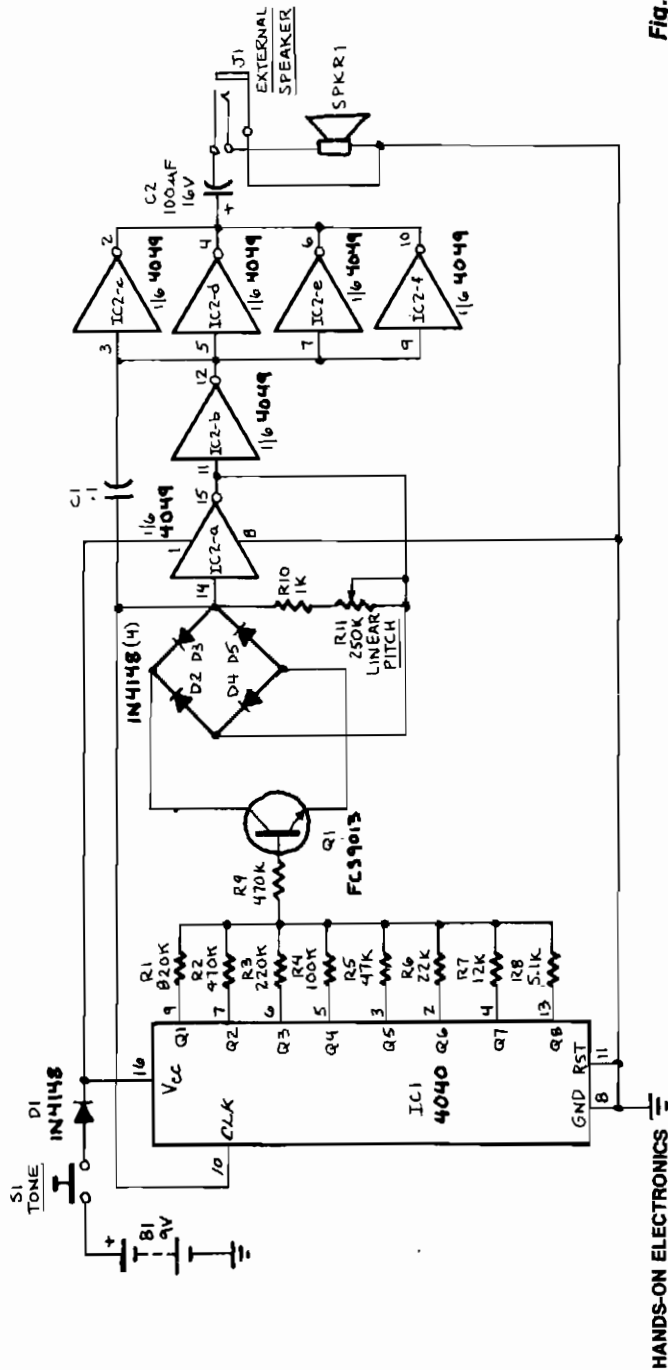 S1
TONE
B1
9V
D1
1N4148
16
Vcc
10
CLK
IC1
4040
GND
RST
8
11
Q1
Q2
Q3
Q4
Q5
Q6
Q7
Q8
9
7
6
5
3
2
4
13
R1
820K
R2
470K
R3
220K
R4
100K
R5
47K
R6
22K
R7
12K
R8
5.1K
R9
470K
Q1
FCS9013
1N4148 (4)
D2
D3
D4
D5
R10
1K
R11
250K
LINEAR
PITCH
C1
.1
1/6
4049
1
14
IC2-a
15
8
11
IC2-b
12
1/6 4049
3
IC2-c
2
1/6 4049
5
IC2-d
4
1/6 4049
7
IC2-e
6
1/6 4049
9
IC2-f
10
1/6 4049
C2
100µF
16V
+
J1
EXTERNAL
SPEAKER
SPKR1
HANDS-ON ELECTRONICS
Fig.